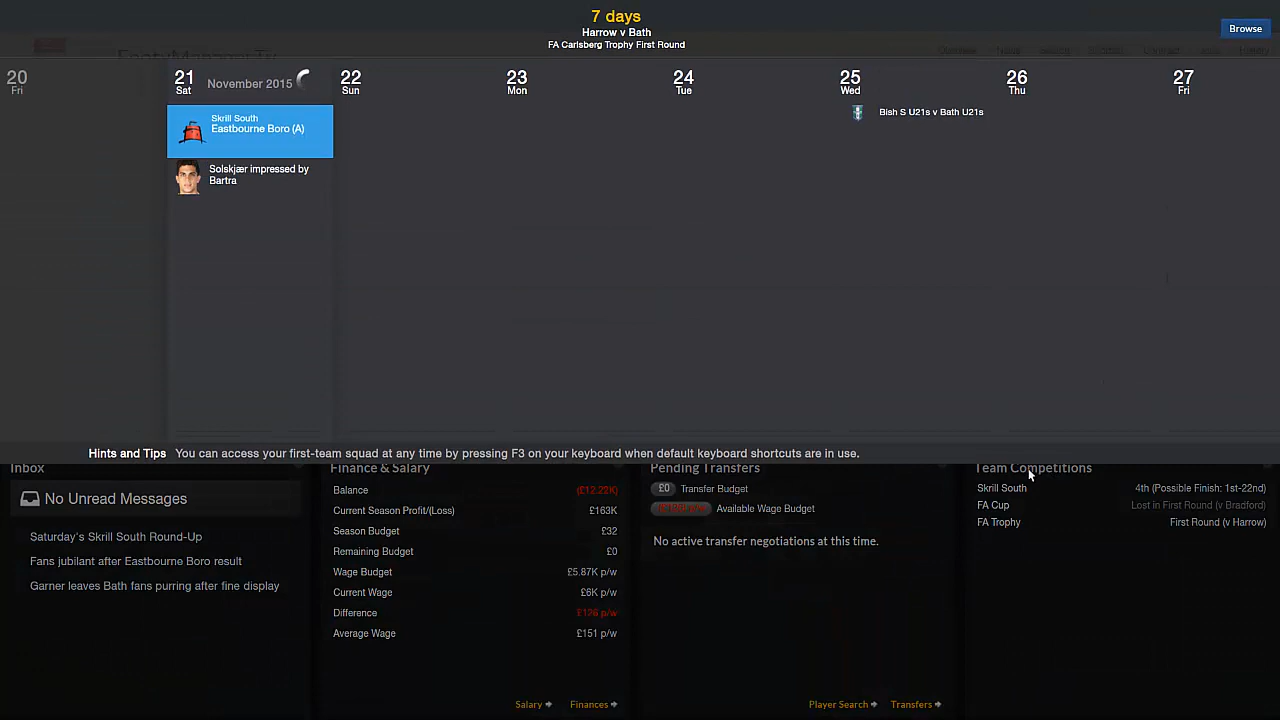 7 days
Harrow v Bath
FA Carlsberg Trophy First Round
Browse
20
Fri
21
Sat
November 2015
22
Sun
23
Mon
24
Tue
25
Wed
26
Thu
27
Fri
Skrill South
Eastbourne Boro (A)
Solskjær impressed by
Bartra
Bish S U21s v Bath U21s
Hints and Tips You can access your first-team squad at any time by pressing F3 on your keyboard when default keyboard shortcuts are in use.
Inbox
No Unread Messages
Saturday's Skrill South Round-Up
Fans jubilant after Eastbourne Boro result
Garner leaves Bath fans purring after fine display
Finance & Salary
Balance (£12.22K)
Current Season Profit/(Loss) £163K
Season Budget £32
Remaining Budget £0
Wage Budget £5.87K p/w
Current Wage £6K p/w
Difference £126 p/w
Average Wage £151 p/w
Salary
Finances
Pending Transfers
£0 Transfer Budget
Available Wage Budget
No active transfer negotiations at this time.
Player Search
Transfers
Team Competitions
Skrill South 4th (Possible Finish: 1st-22nd)
FA Cup Lost in First Round (v Bradford)
FA Trophy First Round (v Harrow)